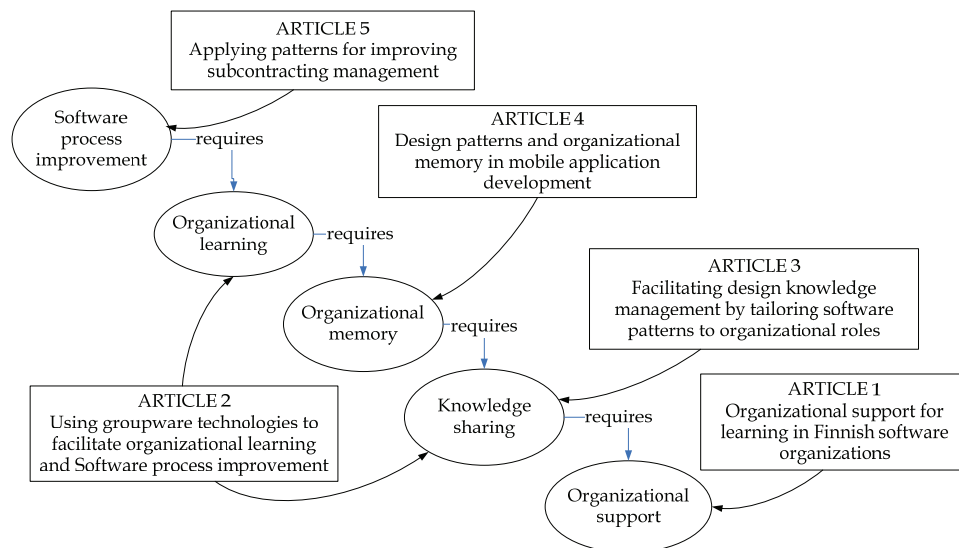 ARTICLE 5
Applying patterns for improving
subcontracting management
Software
process
improvement
requires
ARTICLE 4
Design patterns and organizational
memory in mobile application
development
Organizational
learning
requires
ARTICLE 3
Facilitating design knowledge
management by tailoring software
patterns to organizational roles
Organizational
memory
requires
ARTICLE 2
Using groupware technologies to
facilitate organizational learning
and Software process improvement
Knowledge
sharing
requires
ARTICLE 1
Organizational support for
learning in Finnish software
organizations
Organizational
support